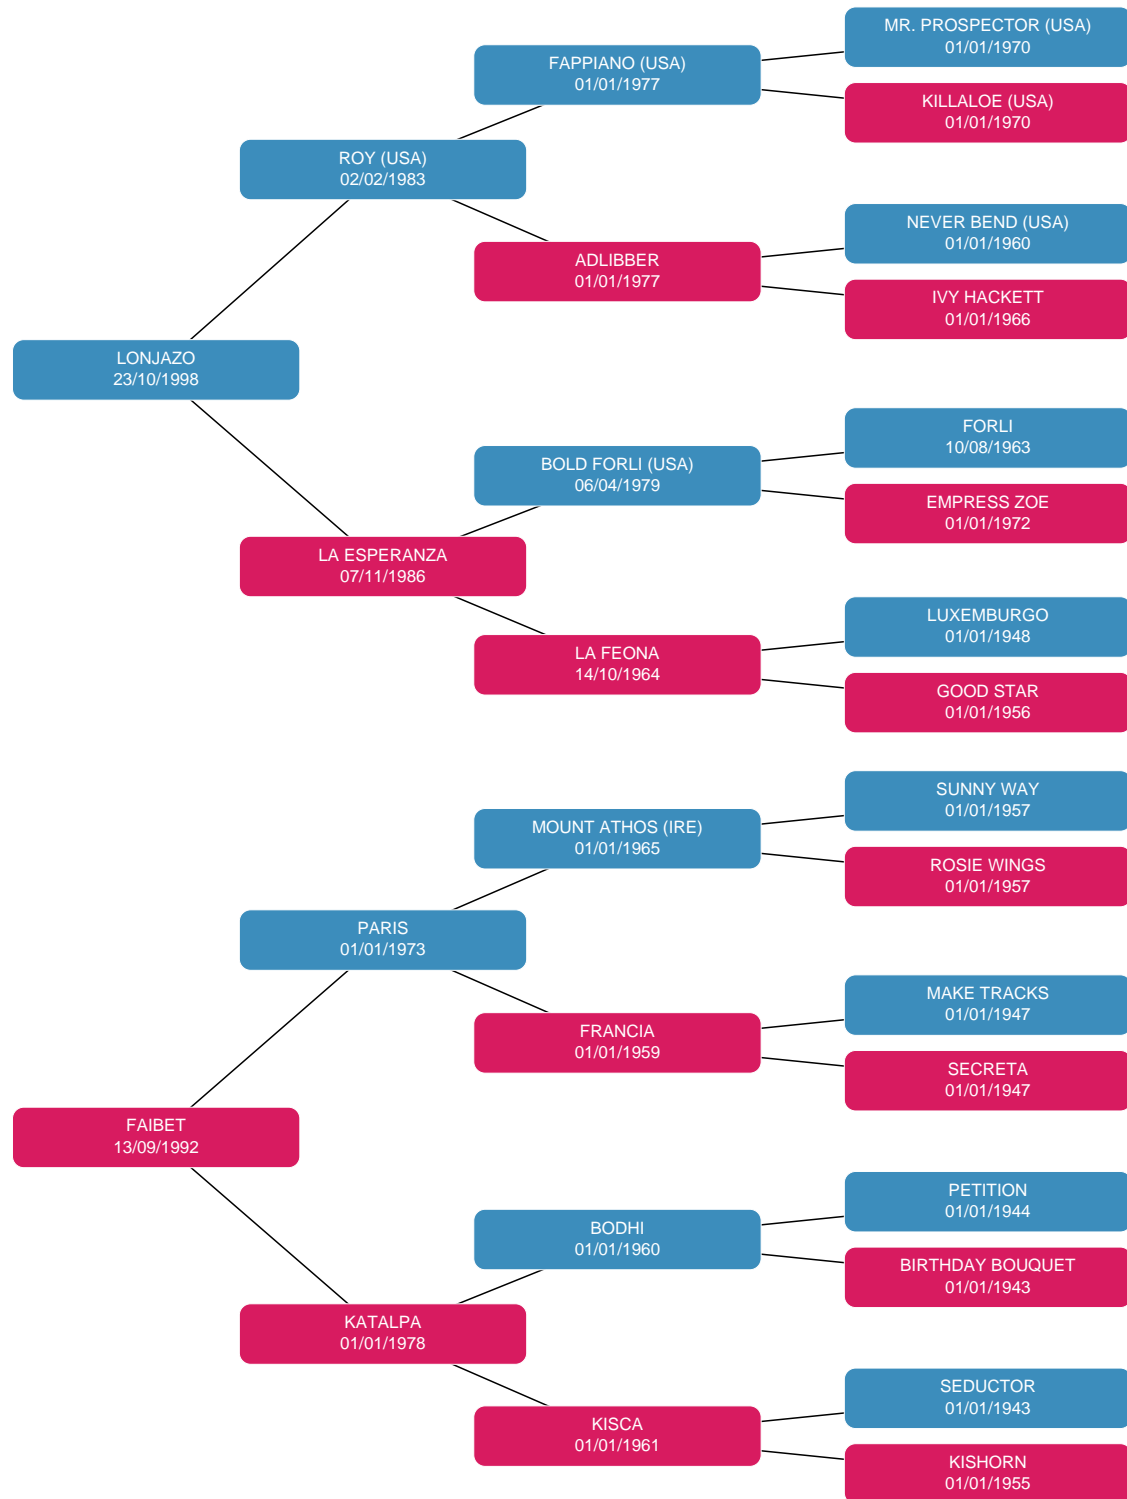 MR. PROSPECTOR (USA)
01/01/1970
FAPPIANO (USA)
01/01/1977
KILLALOE (USA)
01/01/1970
ROY (USA)
02/02/1983
NEVER BEND (USA)
01/01/1960
ADLIBBER
01/01/1977
IVY HACKETT
01/01/1966
LONJAZO
23/10/1998
FORLI
10/08/1963
BOLD FORLI (USA)
06/04/1979
EMPRESS ZOE
01/01/1972
LA ESPERANZA
07/11/1986
LUXEMBURGO
01/01/1948
LA FEONA
14/10/1964
GOOD STAR
01/01/1956
SUNNY WAY
01/01/1957
MOUNT ATHOS (IRE)
01/01/1965
ROSIE WINGS
01/01/1957
PARIS
01/01/1973
MAKE TRACKS
01/01/1947
FRANCIA
01/01/1959
SECRETA
01/01/1947
FAIBET
13/09/1992
PETITION
01/01/1944
BODHI
01/01/1960
BIRTHDAY BOUQUET
01/01/1943
KATALPA
01/01/1978
SEDUCTOR
01/01/1943
KISCA
01/01/1961
KISHORN
01/01/1955